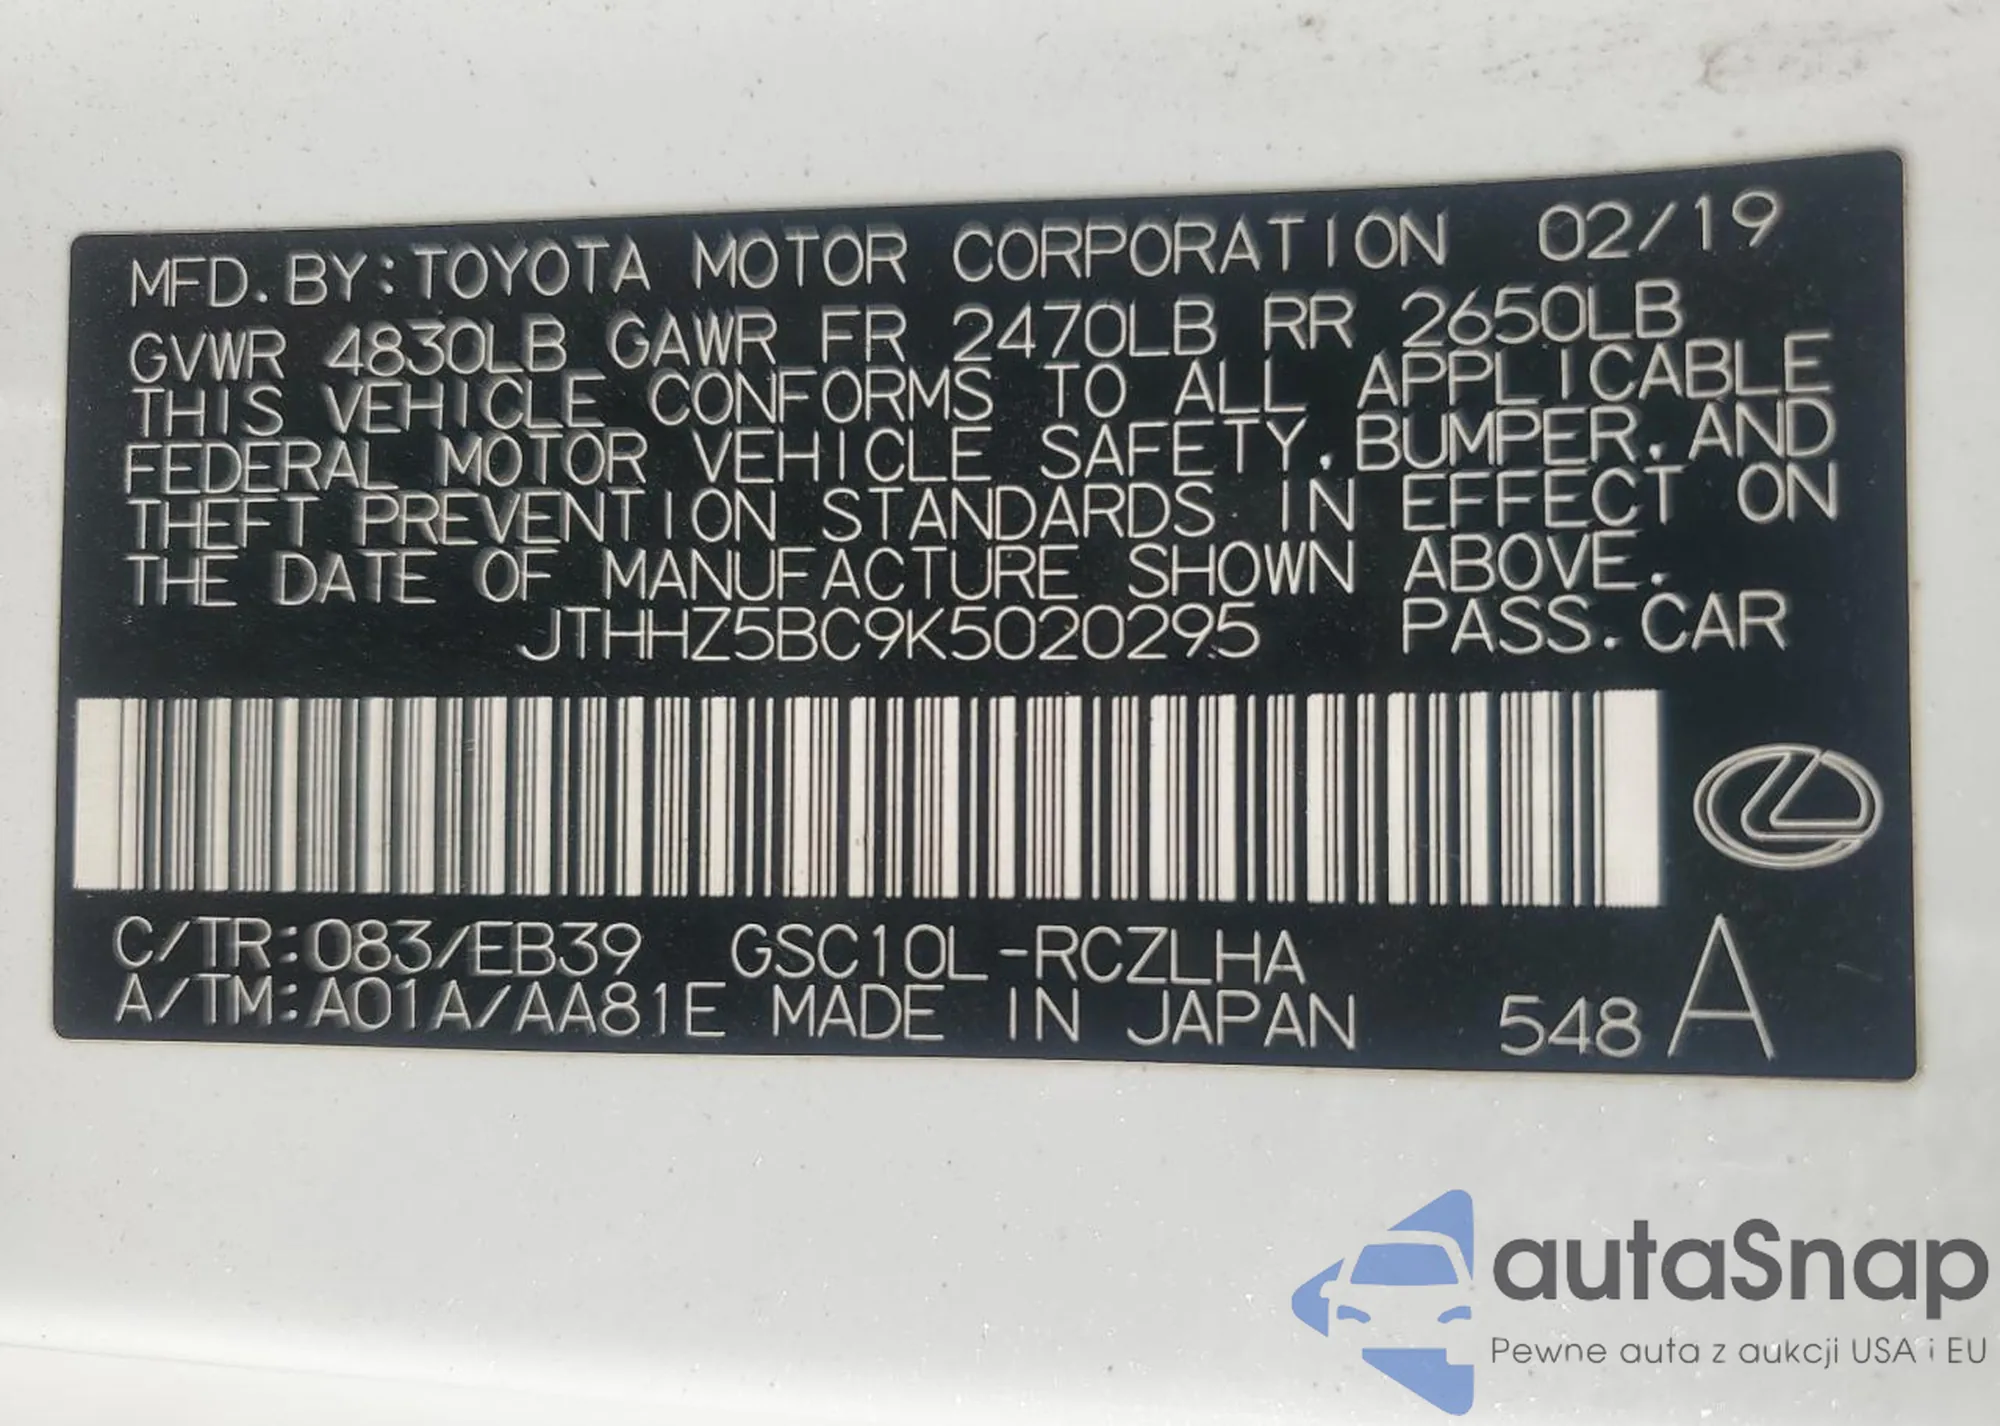 MFD. BY: TOYOTA MOTOR CORPORATION 02/19
GVWR 4830LB GAWR FR 2470LB RR 2650LB
THIS VEHICLE CONFORMS TO ALL APPLICABLE
FEDERAL MOTOR VEHICLE SAFETY, BUMPER, AND
THEFT PREVENTION STANDARDS IN EFFECT ON
THE DATE OF MANUFACTURE SHOWN ABOVE.
JTHHZ5BC9K5020295 PASS. CAR
C/TR: 083/EB39 GSC10L-RCZLHA
A/TM: A01A/AA81E MADE IN JAPAN 548 A
autaSnap
Pewne auta z aukcji USA i EU